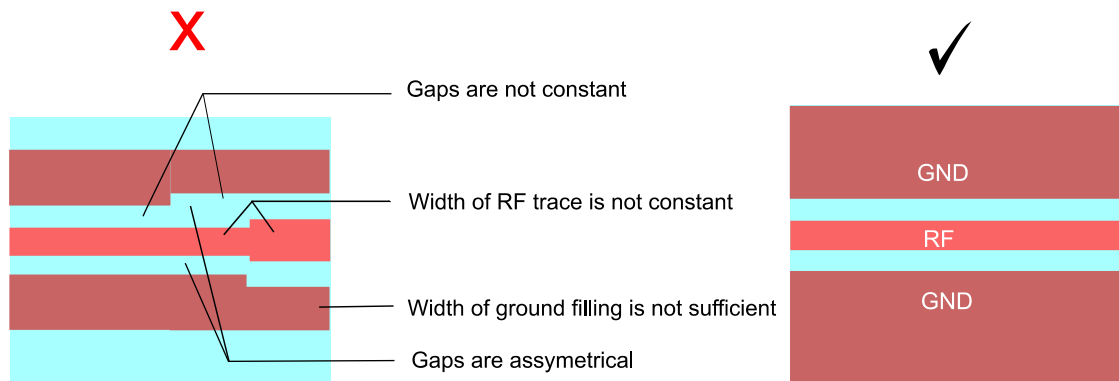 X
Gaps are not constant
Width of RF trace is not constant
Width of ground filling is not sufficient
Gaps are assymetrical
GND
RF
GND